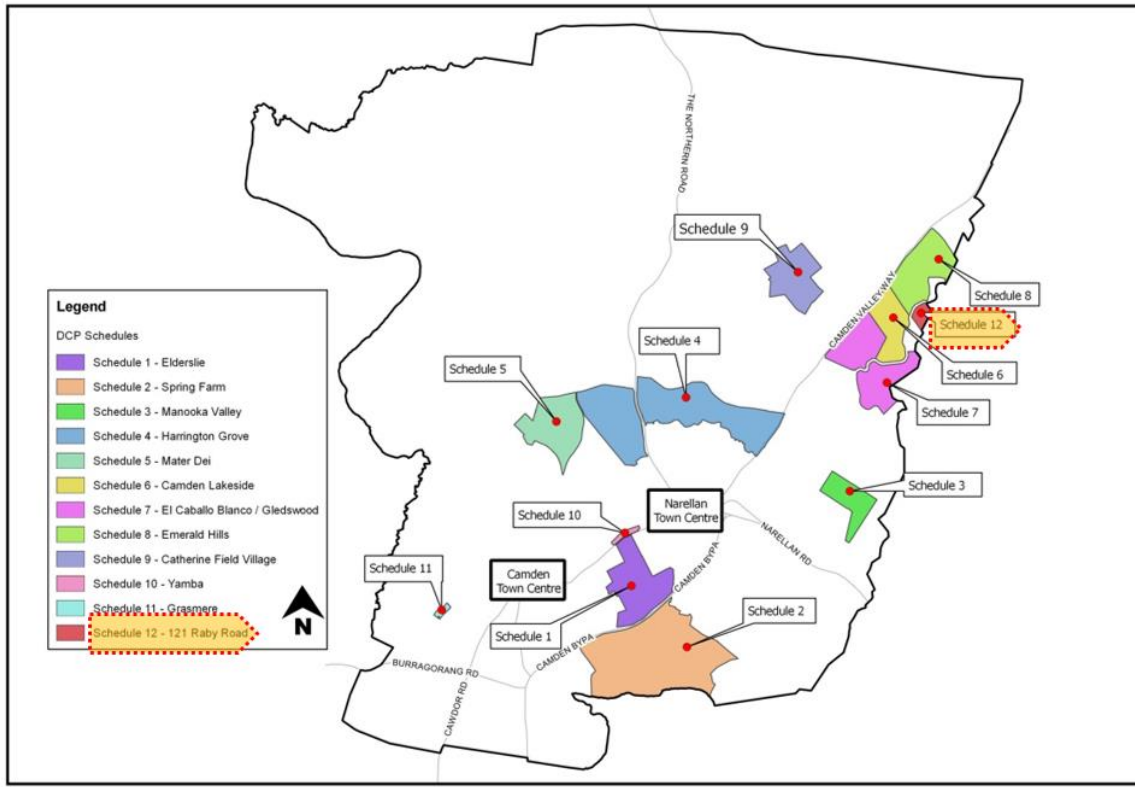 THE NORTHERN ROAD
Schedule 9
CAMDEN VALLEY WAY
Schedule 8
Schedule 12
Schedule 6
Schedule 7
Schedule 4
Schedule 5
Schedule 3
Narellan
Town Centre
NARELLAN RD
Schedule 10
Schedule 11
Camden
Town Centre
CAMDEN BYPA
Schedule 2
Schedule 1
CAMDEN BYPA
BURRAGORANG RD
CAWDOR RD
Legend
DCP Schedules
Schedule 1 - Elderslie
Schedule 2 - Spring Farm
Schedule 3 - Manooka Valley
Schedule 4 - Harrington Grove
Schedule 5 - Mater Dei
Schedule 6 - Camden Lakeside
Schedule 7 - El Caballo Blanco / Gledswood
Schedule 8 - Emerald Hills
Schedule 9 - Catherine Field Village
Schedule 10 - Yamba
Schedule 11 - Grasmere
Schedule 12 - 121 Raby Road
N